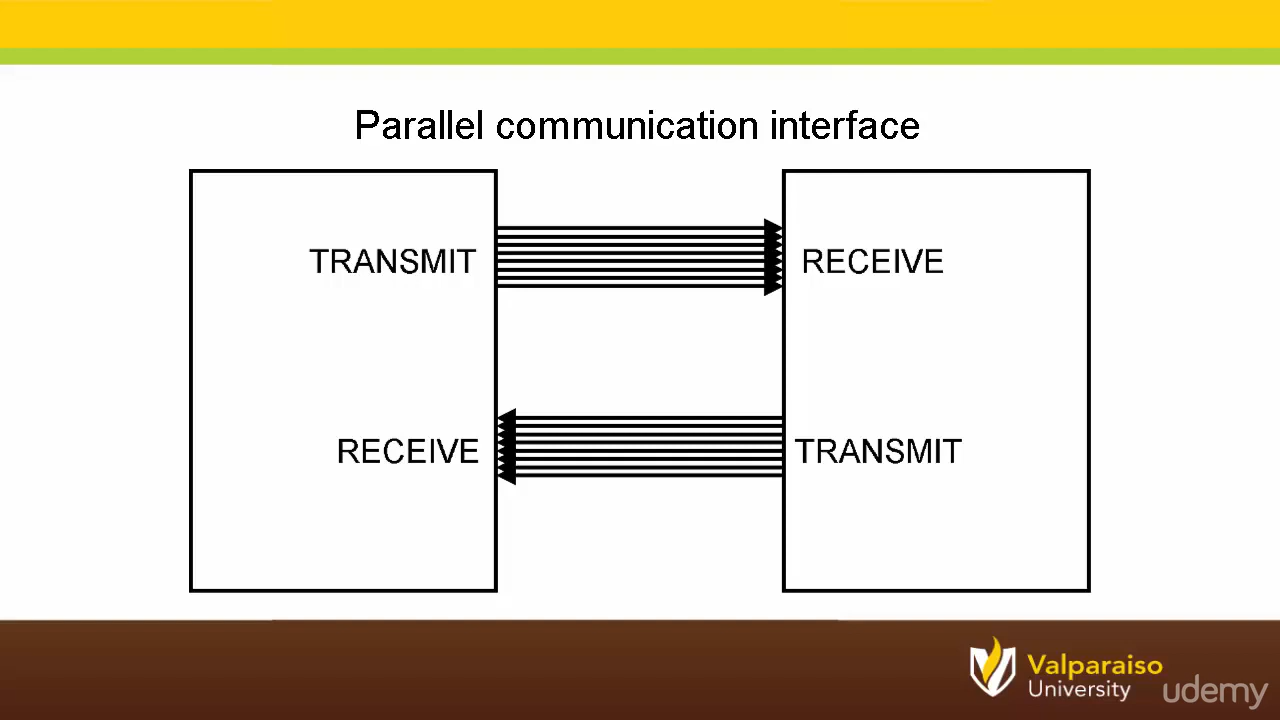 Parallel communication interface
TRANSMIT
RECEIVE
RECEIVE
TRANSMIT
Valparaiso
University
udemy